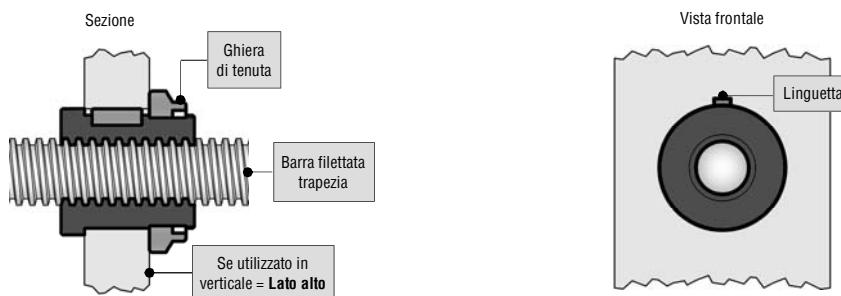 Sezione
Ghiera
di tenuta
Barra filettata
trapezia
Se utilizzato in
verticale = Lato alto
Vista frontale
Linguetta